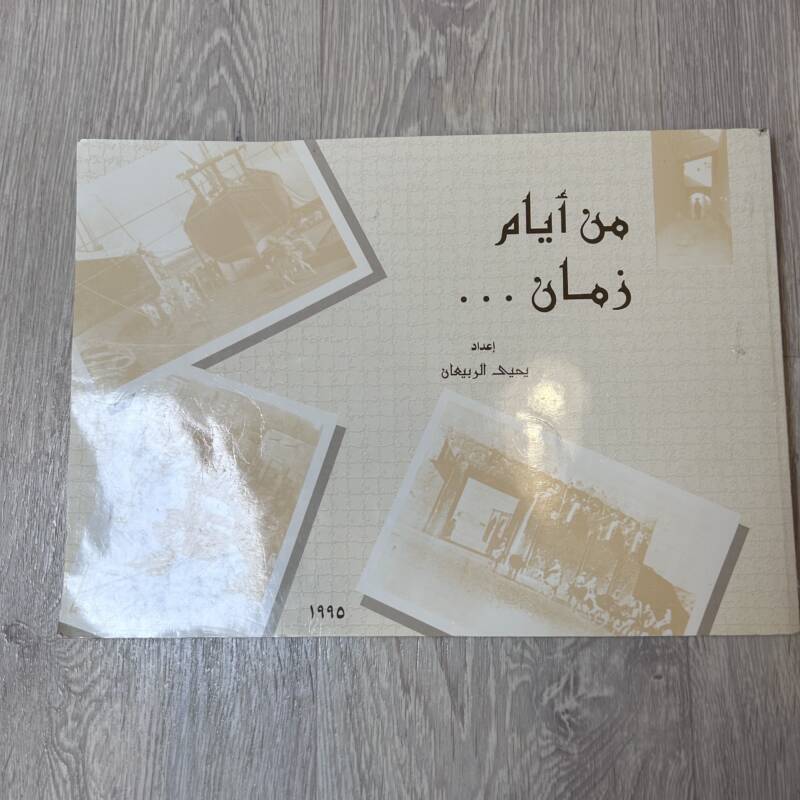 من أيام
زمان ...
إعداد
يحيى الربيعان
١٩٩٥